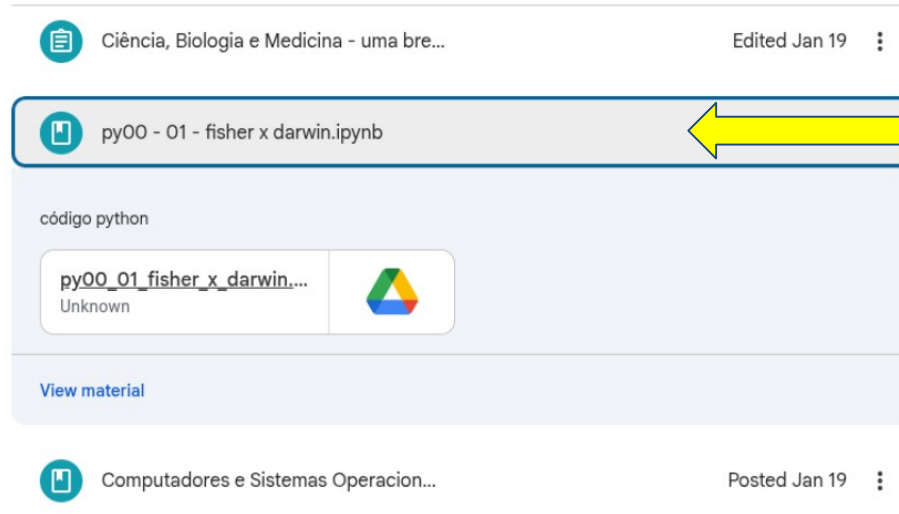 Ciência, Biologia e Medicina - uma bre... Edited Jan 19
py00 - 01 - fisher x darwin.ipynb
código python
py00_01_fisher_x_darwin....
Unknown
View material
Computadores e Sistemas Operacion... Posted Jan 19